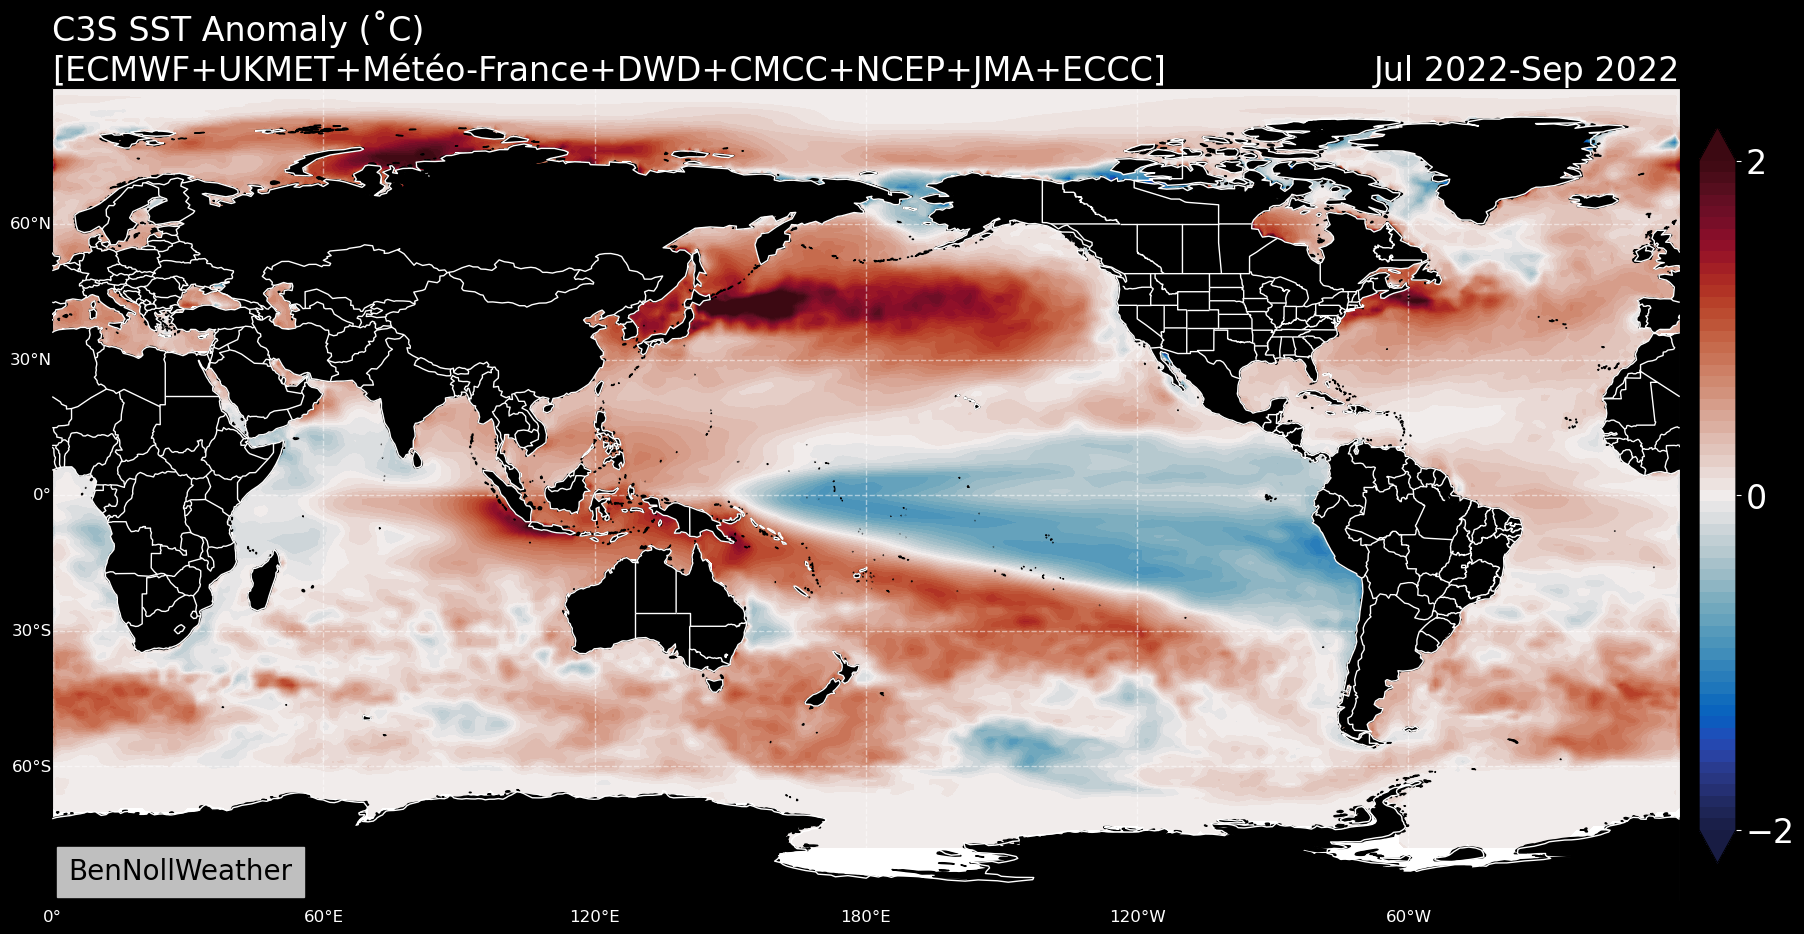 C3S SST Anomaly (˚C)
[ECMWF+UKMET+Météo-France+DWD+CMCC+NCEP+JMA+ECCC]
Jul 2022-Sep 2022
2
0
−2
60°N
30°N
0°
30°S
60°S
BenNollWeather
0°
60°E
120°E
180°E
120°W
60°W